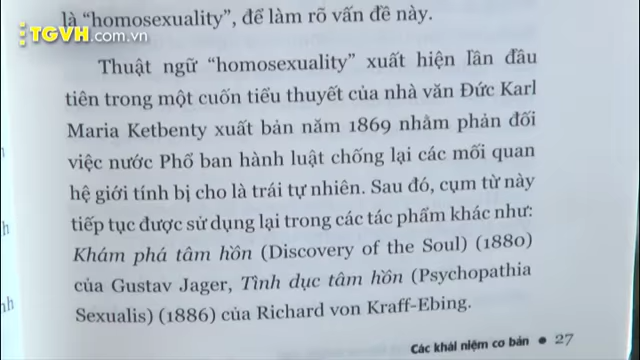 là “homosexuality”, để làm rõ vấn đề này.
TGVH.com.vn
Thuật ngữ “homosexuality” xuất hiện lần đầu
tiên trong một cuốn tiểu thuyết của nhà văn Đức Karl
Maria Ketbenty xuất bản năm 1869 nhằm phản đối
việc nước Phổ ban hành luật chống lại các mối quan
hệ giới tính bị cho là trái tự nhiên. Sau đó, cụm từ này
tiếp tục được sử dụng lại trong các tác phẩm khác như:
Khám phá tâm hồn (Discovery of the Soul) (1880)
của Gustav Jager, Tình dục tâm hồn (Psychopathia
Sexualis) (1886) của Richard von Kraff-Ebing.
Các khái niệm cơ bản ● 27